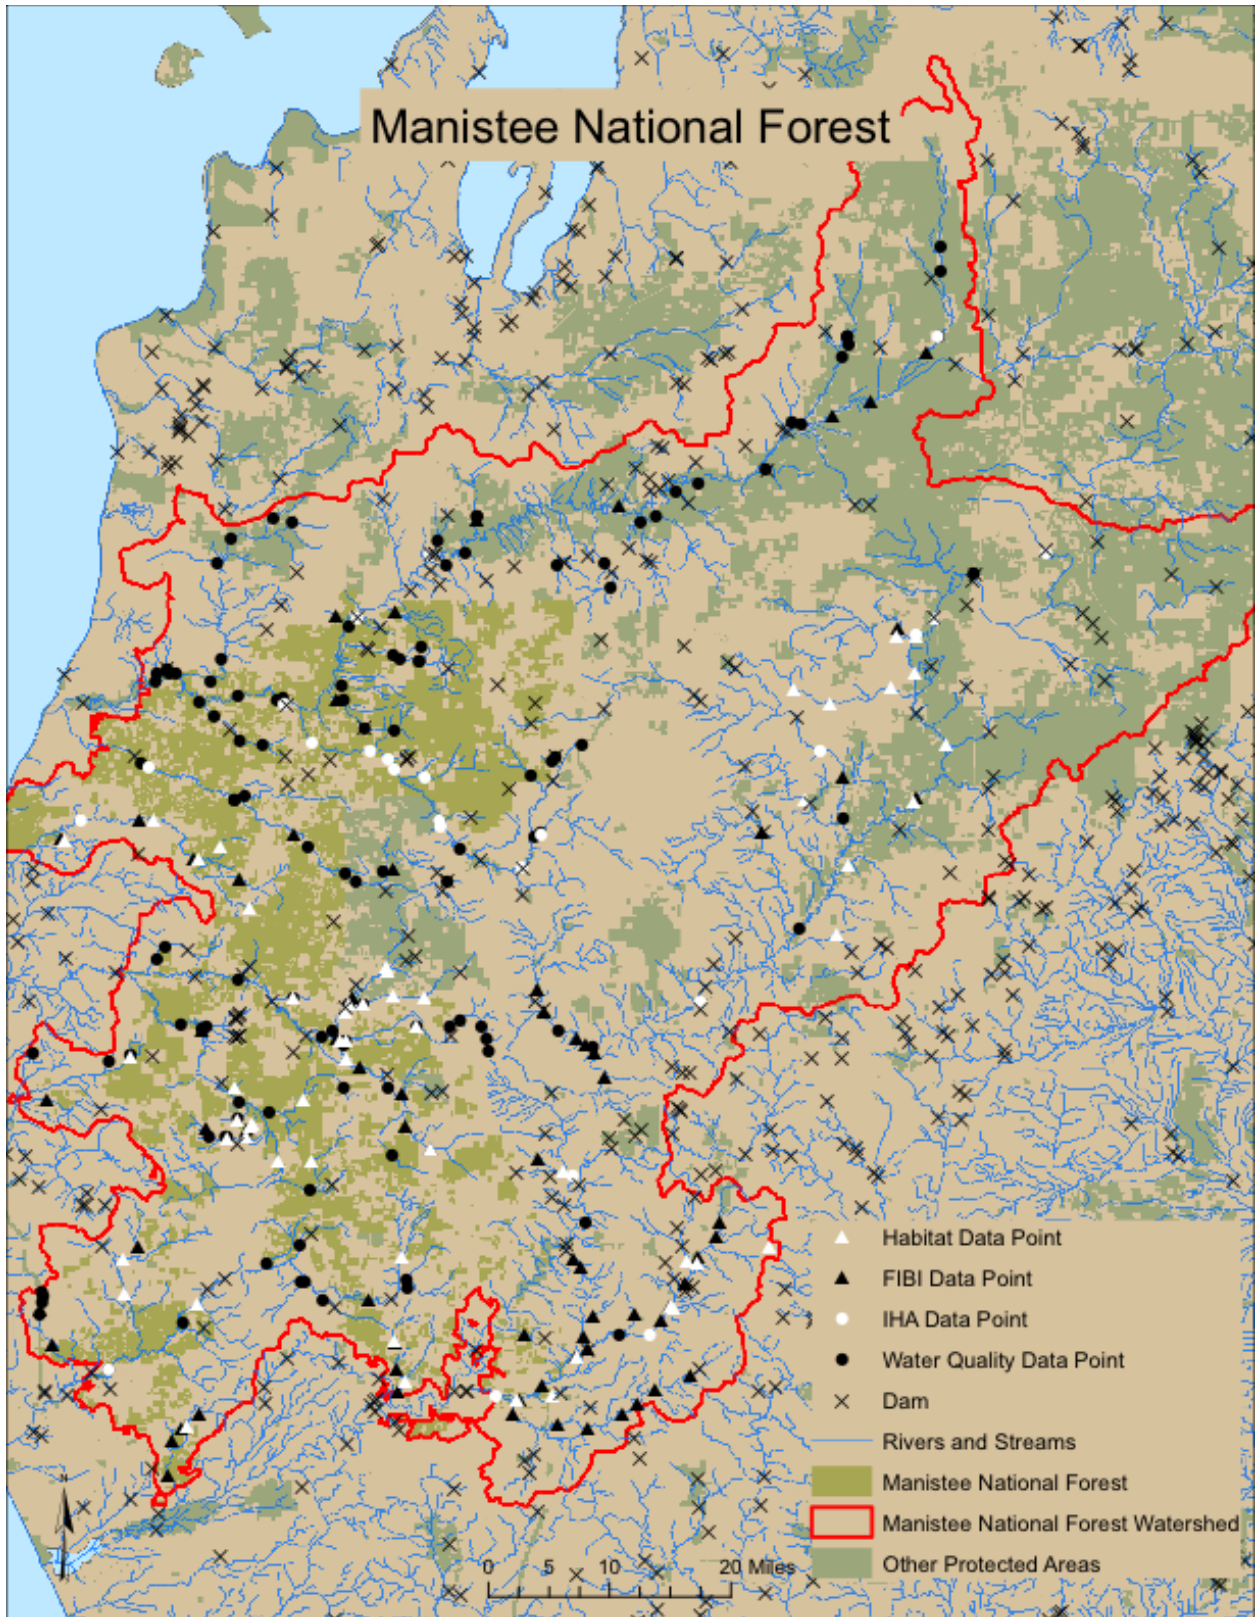 Manistee National Forest
Habitat Data Point
FIBI Data Point
IHA Data Point
Water Quality Data Point
Dam
Rivers and Streams
Manistee National Forest
Manistee National Forest Watershed
Other Protected Areas
N
0 5 10 20 Miles